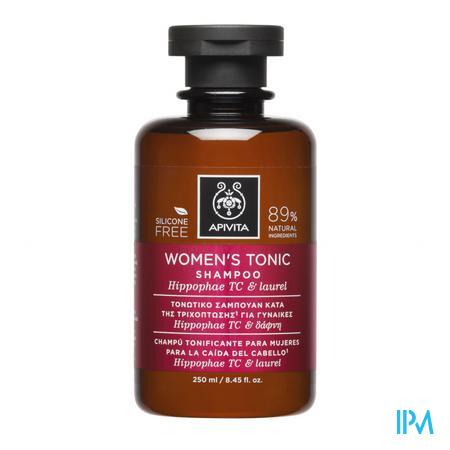 SILICONE
FREE
APIVITA
89%
NATURAL
INGREDIENTS
WOMEN'S TONIC
SHAMPOO
Hippophae TC & laurel
ΤΟΝΩΤΙΚΟ ΣΑΜΠΟΥΑΝ ΚΑΤΑ
ΤΗΣ ΤΡΙΧΟΠΤΩΣΗΣ¹ ΓΙΑ ΓΥΝΑΙΚΕΣ
Hippophae TC & δάφνη
CHAMPÚ TONIFICANTE PARA MUJERES
PARA LA CAÍDA DEL CABELLO¹
Hippophae TC & laurel
250 ml / 8.45 fl. oz.
IPM